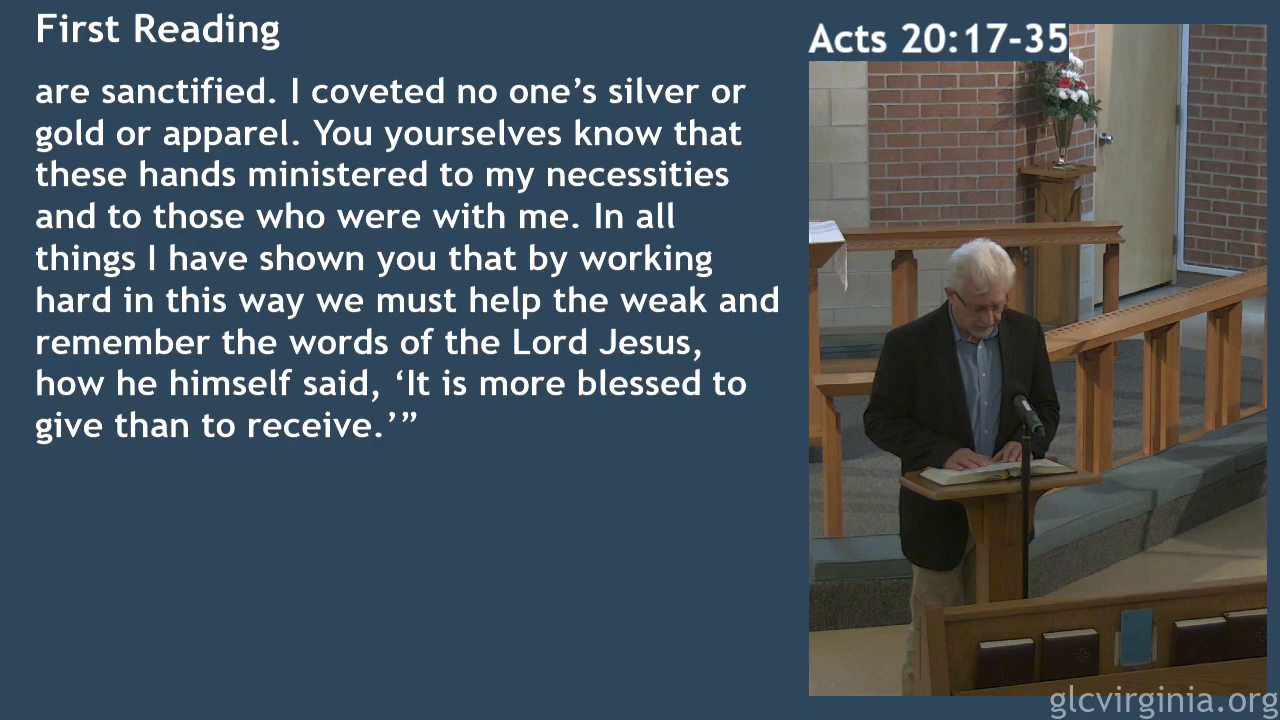 First Reading
Acts 20:17-35
are sanctified. I coveted no one’s silver or
gold or apparel. You yourselves know that
these hands ministered to my necessities
and to those who were with me. In all
things I have shown you that by working
hard in this way we must help the weak and
remember the words of the Lord Jesus,
how he himself said, ‘It is more blessed to
give than to receive.’”
glcvirginia.org